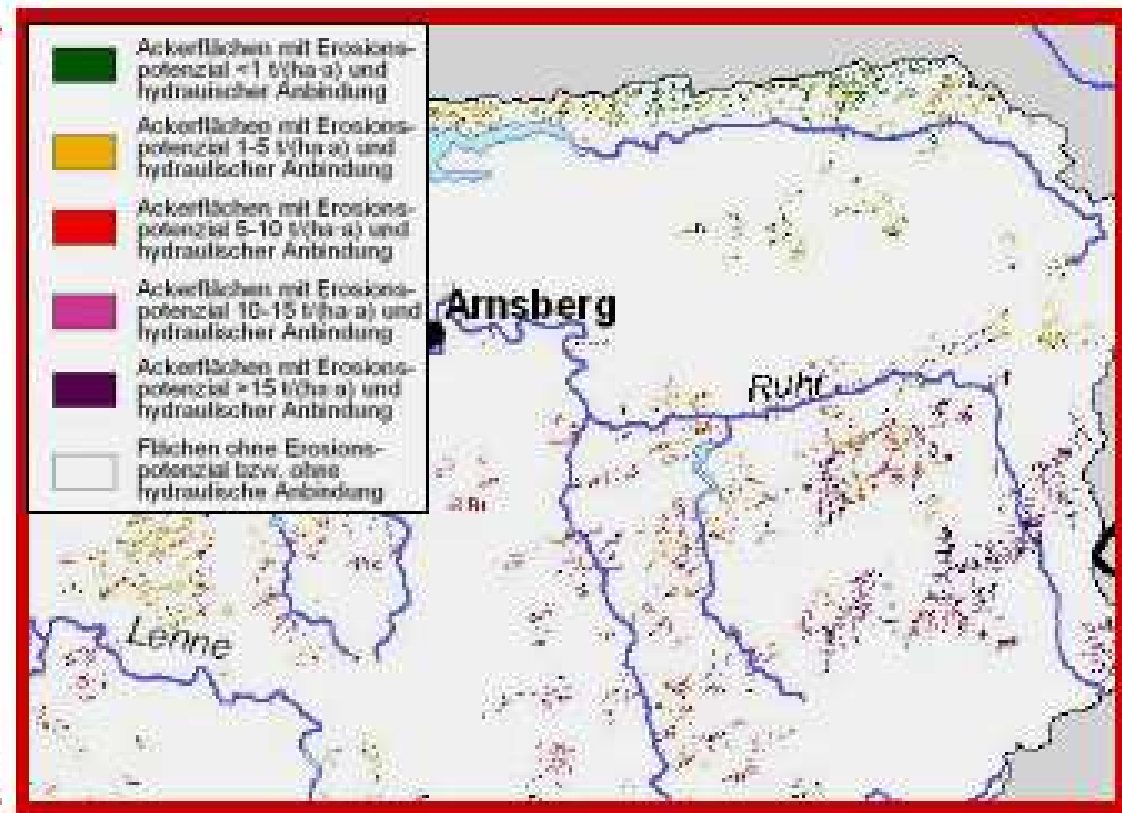 Ackerflächen mit Erosions-
potenzial <1 t/(ha·a) und
hydrauischer Anbindung
Ackerflächen mit Erosions-
potenzial 1-5 t/(ha·a) und
hydraulischer Anbindung
Ackerflächen mit Erosions-
potenzial 5-10 t/(ha·a) und
hydraulischer Anbindung
Ackerflächen mit Erosions-
potenzial 10-15 t/(ha·a) und
hydraulischer Anbindung
Ackerflächen mit Erosions-
potenzial >15 t/(ha·a) und
hydraulischer Anbindung
Flächen ohne Erosions-
potenzial bzw. ohne
hydraulische Anbindung
Arnsberg
Ruhr
Lenne